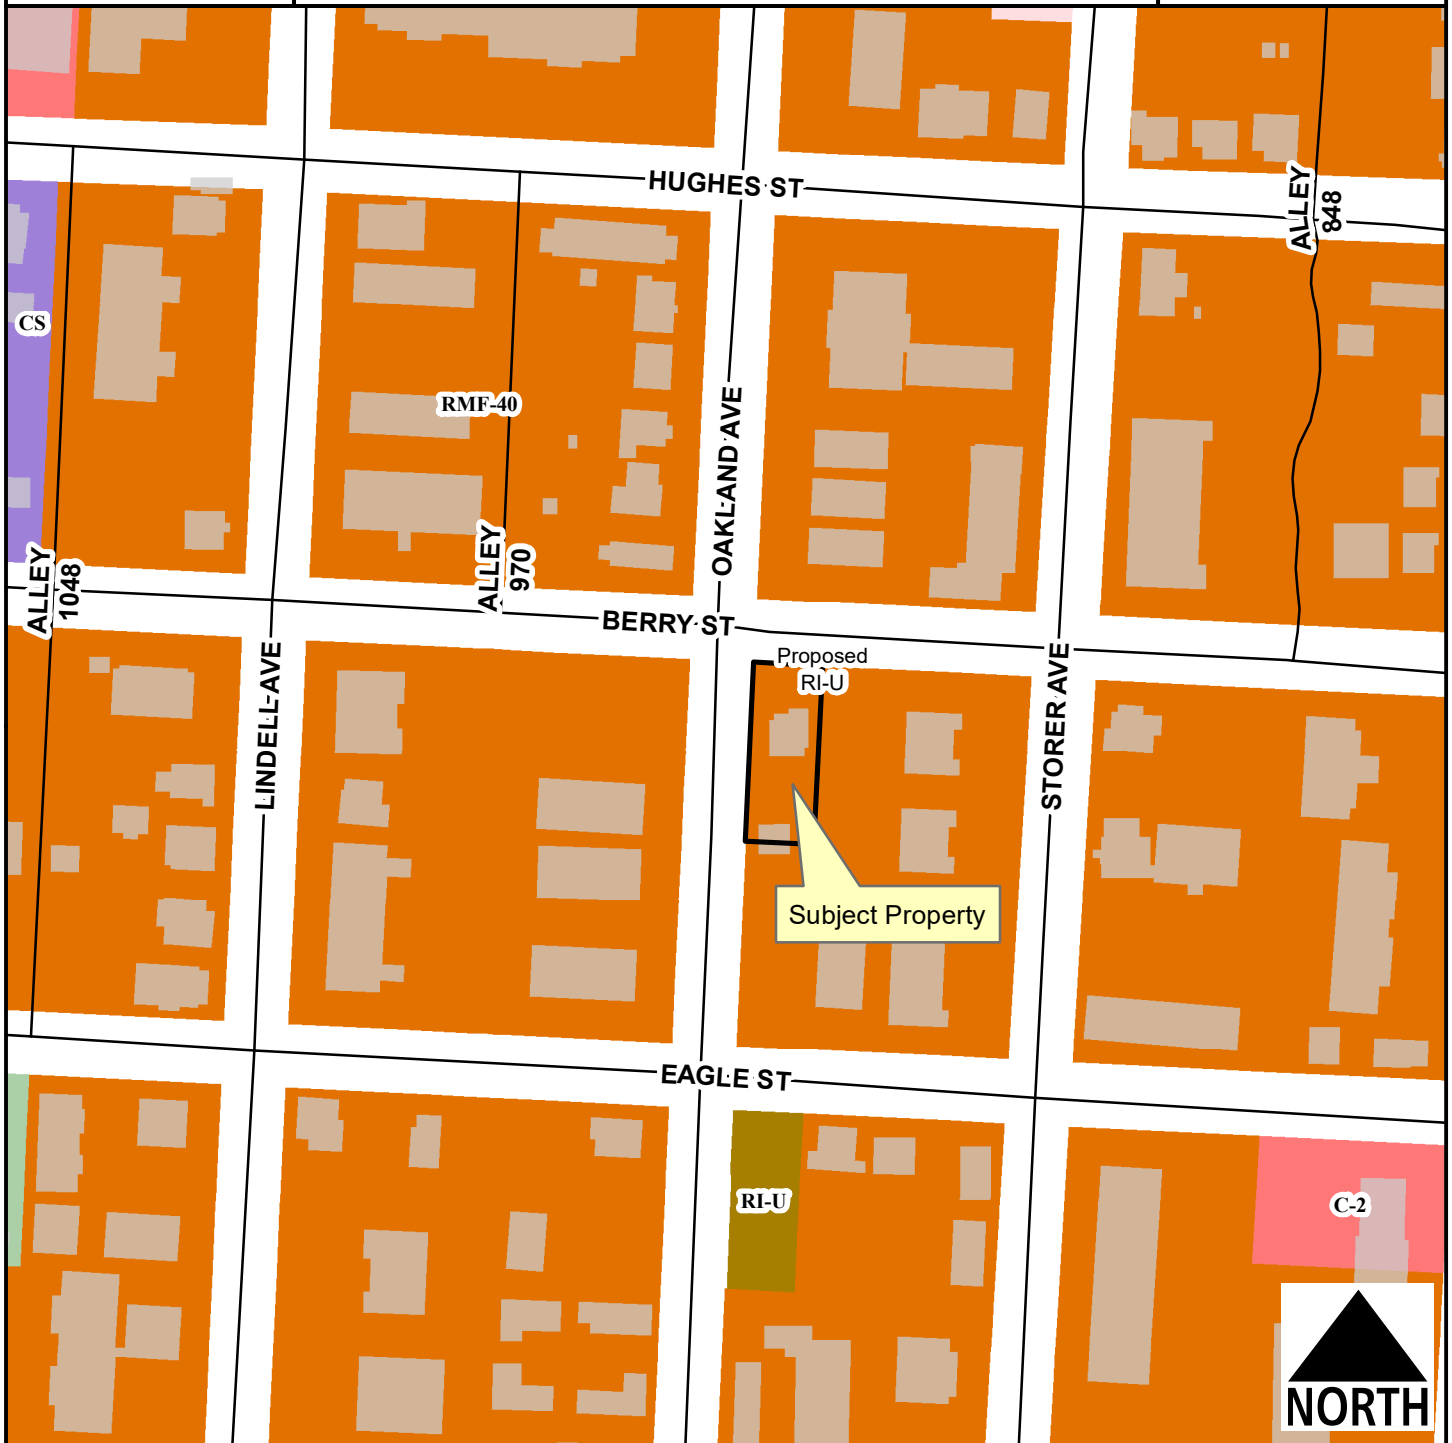 HUGHES ST
ALLEY
848
CS
RMF-40
OAKLAND AVE
ALLEY
970
ALLEY
1048
BERRY ST
Proposed
RI-U
LINDELL AVE
STORER AVE
Subject Property
EAGLE ST
RI-U
C-2
NORTH